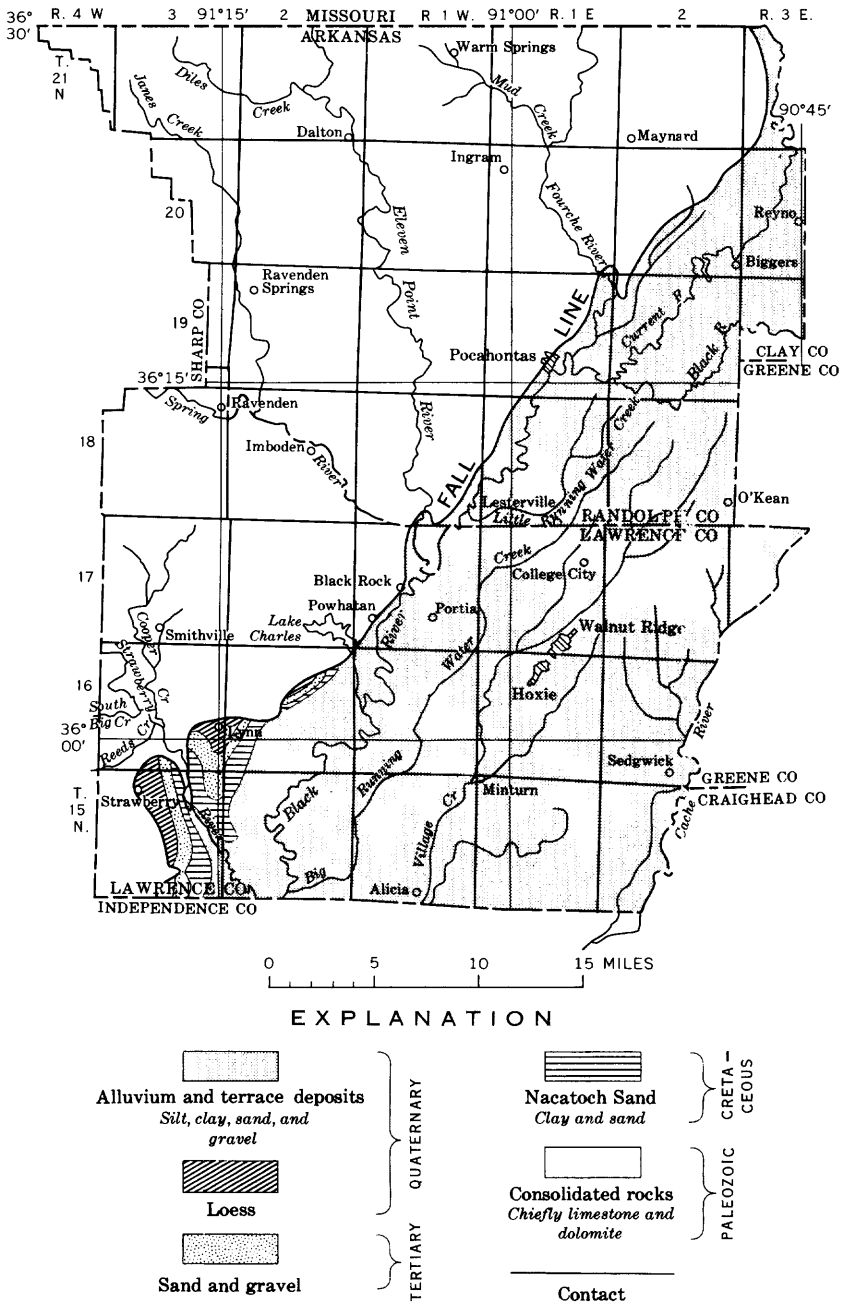 36° 30'
R. 4 W
3
91°15'
2
MISSOURI
ARKANSAS
R 1 W.
91°00'
R. 1 E
2
R. 3 E.
T. 21 N
Warm Springs
Diles Creek
Janes Creek
Mud Creek
90°45'
Dalton
Maynard
Ingram
20
Eleven Point River
Fourche River
Reyno
Biggers
Ravenden Springs
19
SHARP CO
FALL LINE
Current R
Black R
Pocahontas
CLAY CO
GREENE CO
36°15'
Spring River
Ravenden
18
Imboden
Lesterville
Little Running Water Creek
O'Kean
RANDOLPH CO
LAWRENCE CO
17
Black Rock
Creek
College City
Powhatan
Lake Charles
River
Portia
Cooper
Smithville
Walnut Ridge
Strawberry
Cr
Water
16
South Big Cr
Hoxie
36° 00'
Reeds Cr
Lynn
River
Sedgwick
GREENE CO
CRAIGHEAD CO
T. 15 N.
Strawberry
River
Black
Running
Minturn
Cache
Village Cr
Big
Alicia
LAWRENCE CO
INDEPENDENCE CO
0 5 10 15 MILES
EXPLANATION
Alluvium and terrace deposits
Silt, clay, sand, and
gravel
Loess
QUATERNARY
Sand and gravel
TERTIARY
Nacatoch Sand
Clay and sand
CRETA—
CEOUS
Consolidated rocks
Chiefly limestone and
dolomite
PALEOZOIC
Contact